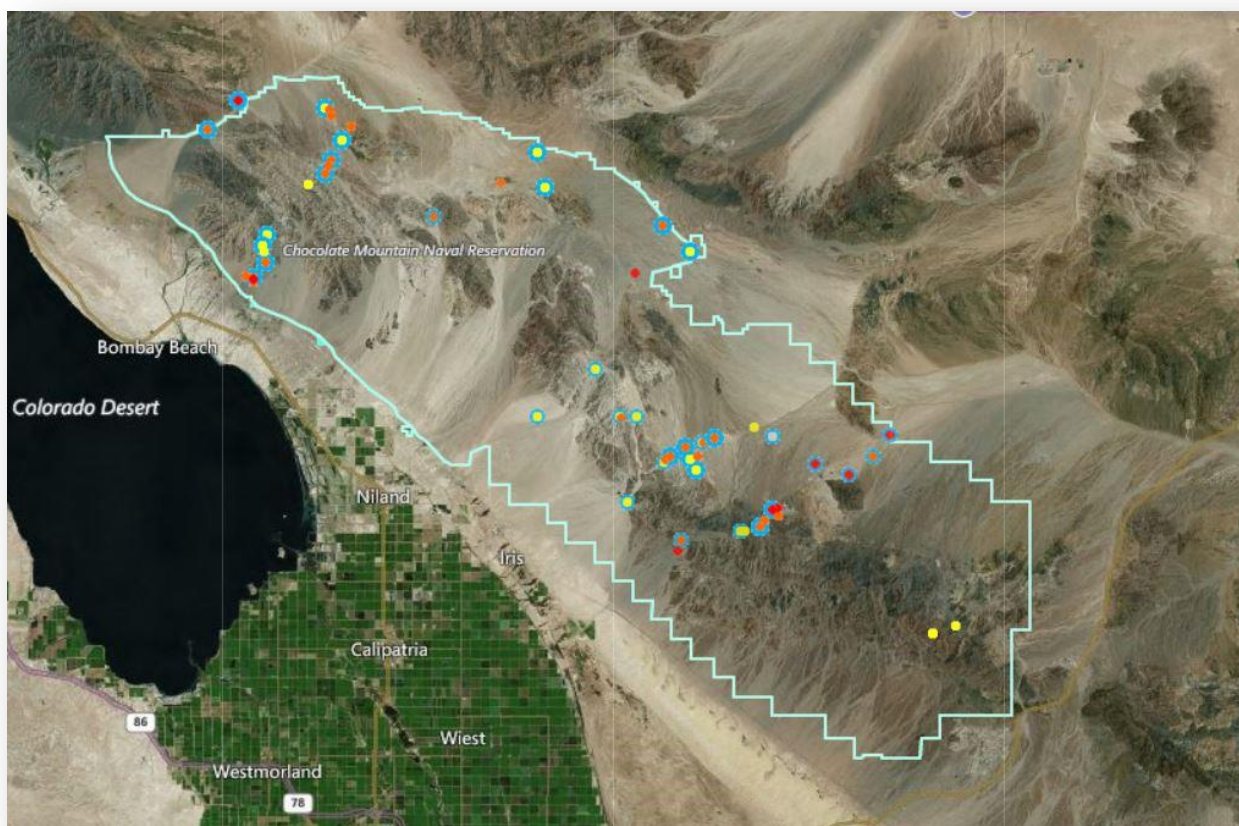 Chocolate Mountain Naval Reservation
Bombay Beach
Colorado Desert
Niland
Iris
Calipatria
86
Wiest
Westmorland
78